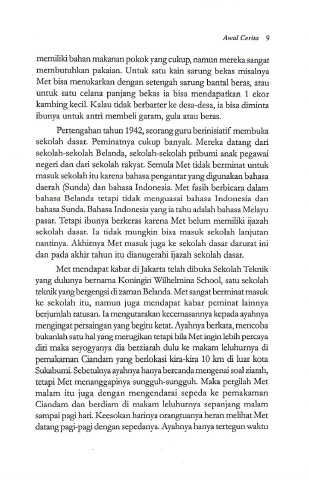 Awal Cerita 9
memiliki bahan makanan pokok yang cukup, namun mereka sangat
membutuhkan pakaian. Untuk satu kain sarung bekas misalnya
Met bisa menukarkan dengan setengah sarung bantal beras, atau
untuk satu celana panjang bekas ia bisa mendapatkan 1 ekor
kambing kecil. Kalau tidak berbarter ke desa-desa, ia bisa diminta
ibunya untuk antri membeli garam, gula atau beras.
Pertengahan tahun 1942, seorang guru berinisiatif membuka
sekolah dasar. Peminatnya cukup banyak. Mereka datang dari
sekolah-sekolah Belanda, sekolah-sekolah pribumi anak pegawai
negeri dan dari sekolah rakyat. Semula Met tidak berminat untuk
masuk sekolah itu karena bahasa pengantar yang digunakan bahasa
daerah (Sunda) dan bahasa Indonesia. Met fasih berbicara dalam
bahasa Belanda tetapi tidak menguasai bahasa Indonesia dan
bahasa Sunda. Bahasa Indonesia yang ia tahu adalah bahasa Melayu
pasar. Tetapi ibunya berkeras karena Met belum memiliki ijazah
sekolah dasar. Ia tidak mungkin bisa masuk sekolah lanjutan
nantinya. Akhirnya Met masuk juga ke sekolah dasar darurat ini
dan pada akhir tahun itu dianugerahi ijazah sekolah dasar.
Met mendapat kabar di Jakarta telah dibuka Sekolah Teknik
yang dulunya bernama Koningin Wilhelmina School, satu sekolah
teknik yang bergengsi di zaman Belanda. Met sangat berminat masuk
ke sekolah itu, namun juga mendapat kabar peminat lainnya
berjumlah ratusan. Ia mengutarakan kecemasannya kepada ayahnya
mengingat persaingan yang begitu ketat. Ayahnya berkata, mencoba
bukanlah satu hal yang merugikan tetapi bila Met ingin lebih percaya
diri maka seyogyanya dia berziarah dulu ke makam leluhurnya di
pemakaman Ciandam yang berlokasi kira-kira 10 km di luar kota
Sukabumi. Sebetulnya ayahnya hanya bercanda mengenai soal ziarah,
tetapi Met menanggapinya sungguh-sungguh. Maka pergilah Met
malam itu juga dengan mengendarai sepeda ke pemakaman
Ciandam dan berdiam di makam leluhurnya sepanjang malam
sampai pagi hari. Keesokan harinya orangtuanya heran melihat Met
datang pagi-pagi dengan sepedanya. Ayahnya hanya tertegun waktu